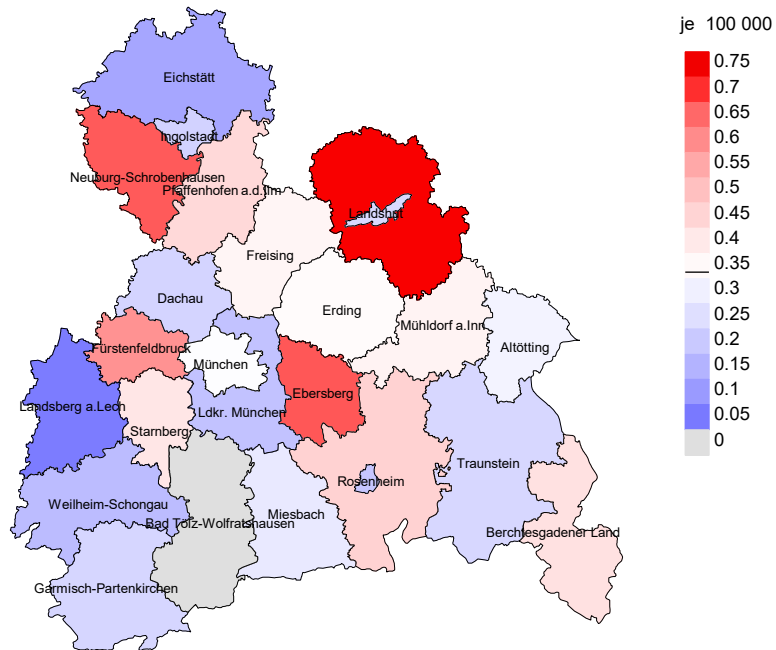 je 100 000
0.75
0.7
0.65
0.6
0.55
0.5
0.45
0.4
0.35
0.3
0.25
0.2
0.15
0.1
0.05
0
Eichstätt
Ingolstadt
Neuburg-Schrobenhausen
Pfaffenhofen a.d.Ilm
Landshut
Freising
Dachau
Erding
Mühldorf a.Inn
Altötting
Fürstenfeldbruck
München
Ebersberg
Landsberg a.Lech
Ldkr. München
Starnberg
Traunstein
Rosenheim
Weilheim-Schongau
Bad Tölz-Wolfratshausen
Miesbach
Berchtesgadener Land
Garmisch-Partenkirchen